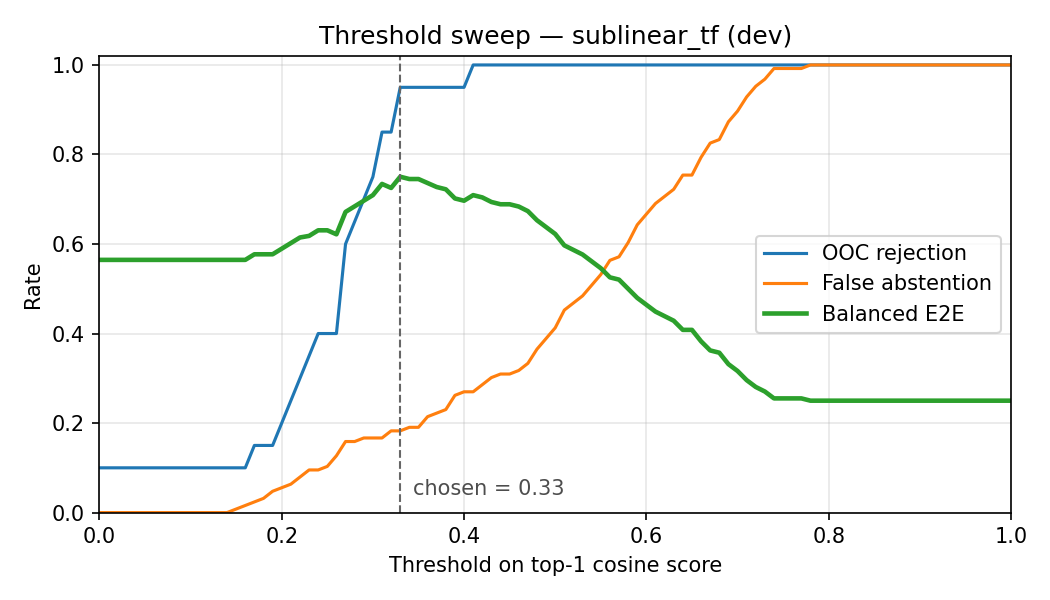 Threshold sweep — sublinear_tf (dev)
1.0
0.8
0.6
0.4
0.2
0.0
Rate
OOC rejection
False abstention
Balanced E2E
chosen = 0.33
0.0 0.2 0.4 0.6 0.8 1.0
Threshold on top-1 cosine score